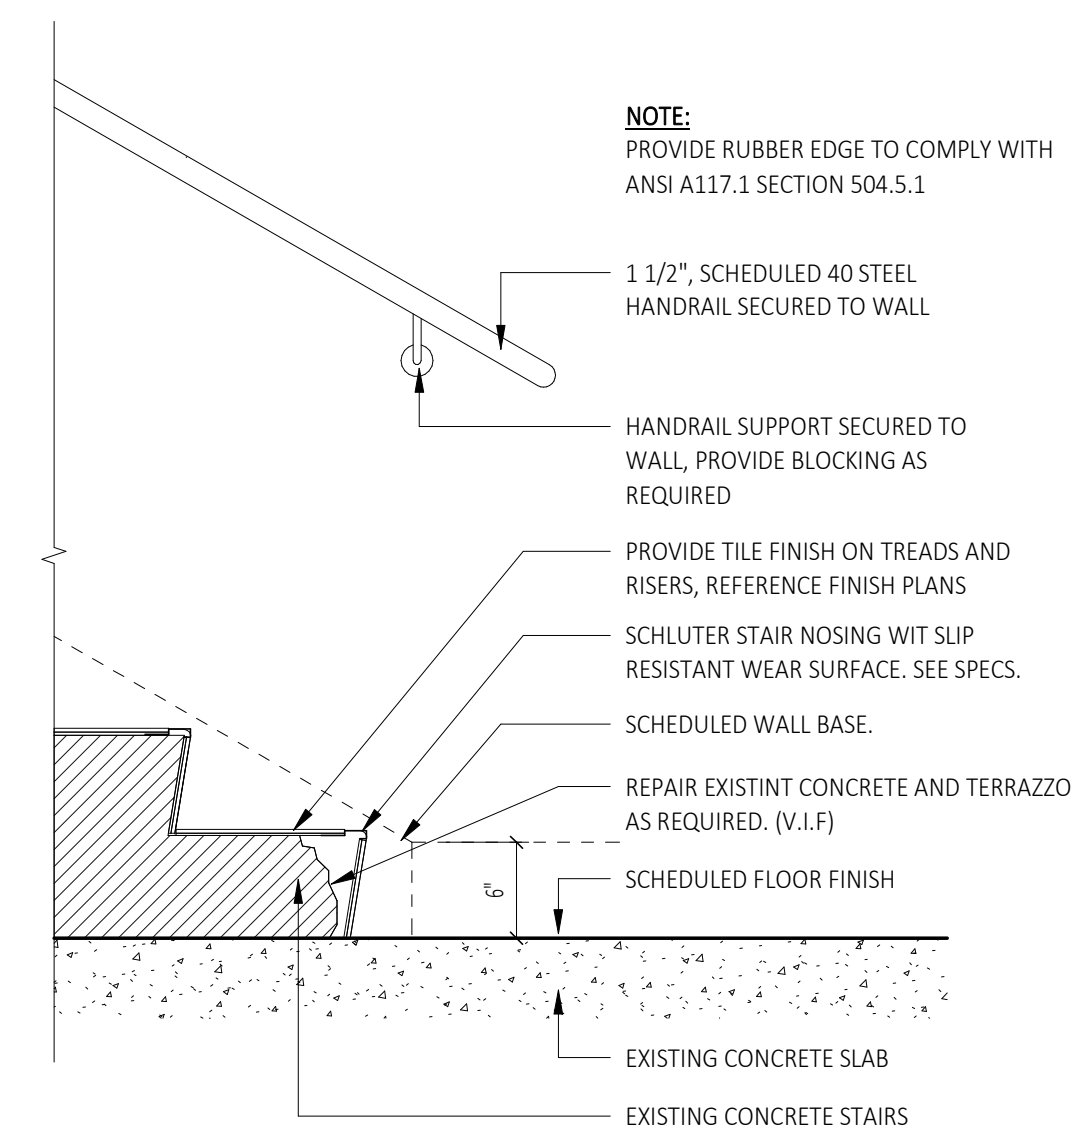 NOTE:
PROVIDE RUBBER EDGE TO COMPLY WITH
ANSI A117.1 SECTION 504.5.1
1 1/2", SCHEDULED 40 STEEL
HANDRAIL SECURED TO WALL
HANDRAIL SUPPORT SECURED TO
WALL, PROVIDE BLOCKING AS
REQUIRED
PROVIDE TILE FINISH ON TREADS AND
RISERS, REFERENCE FINISH PLANS
SCHLUTER STAIR NOSING WIT SLIP
RESISTANT WEAR SURFACE. SEE SPECS.
SCHEDULED WALL BASE.
REPAIR EXISTINT CONCRETE AND TERRAZZO
AS REQUIRED. (V.I.F)
6"
SCHEDULED FLOOR FINISH
EXISTING CONCRETE SLAB
EXISTING CONCRETE STAIRS